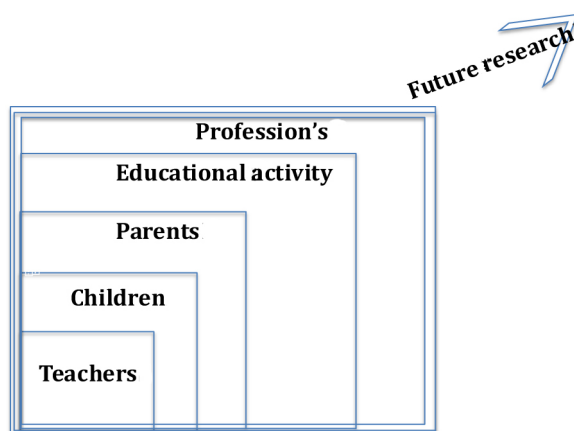 Future research
Profession's
Educational activity
Parents
Children
Teachers